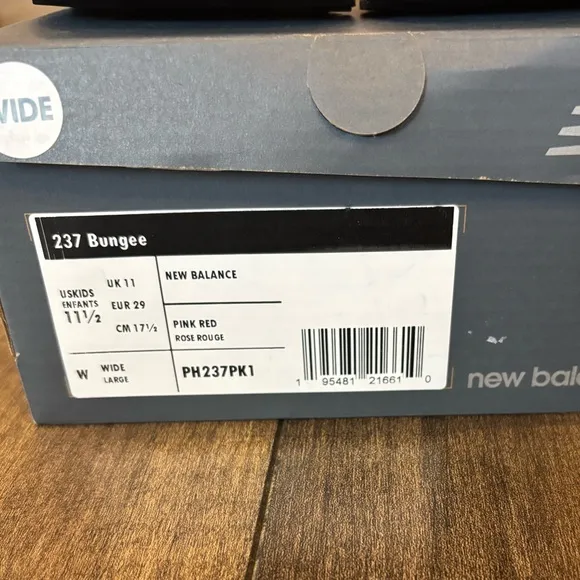 WIDE
237 Bungee
USKIDS
ENFANTS
11½
UK 11
EUR 29
CM 17½
NEW BALANCE
PINK RED
ROSE ROUGE
W
WIDE
LARGE
PH237PK1
1 95481 21661 0
new bal